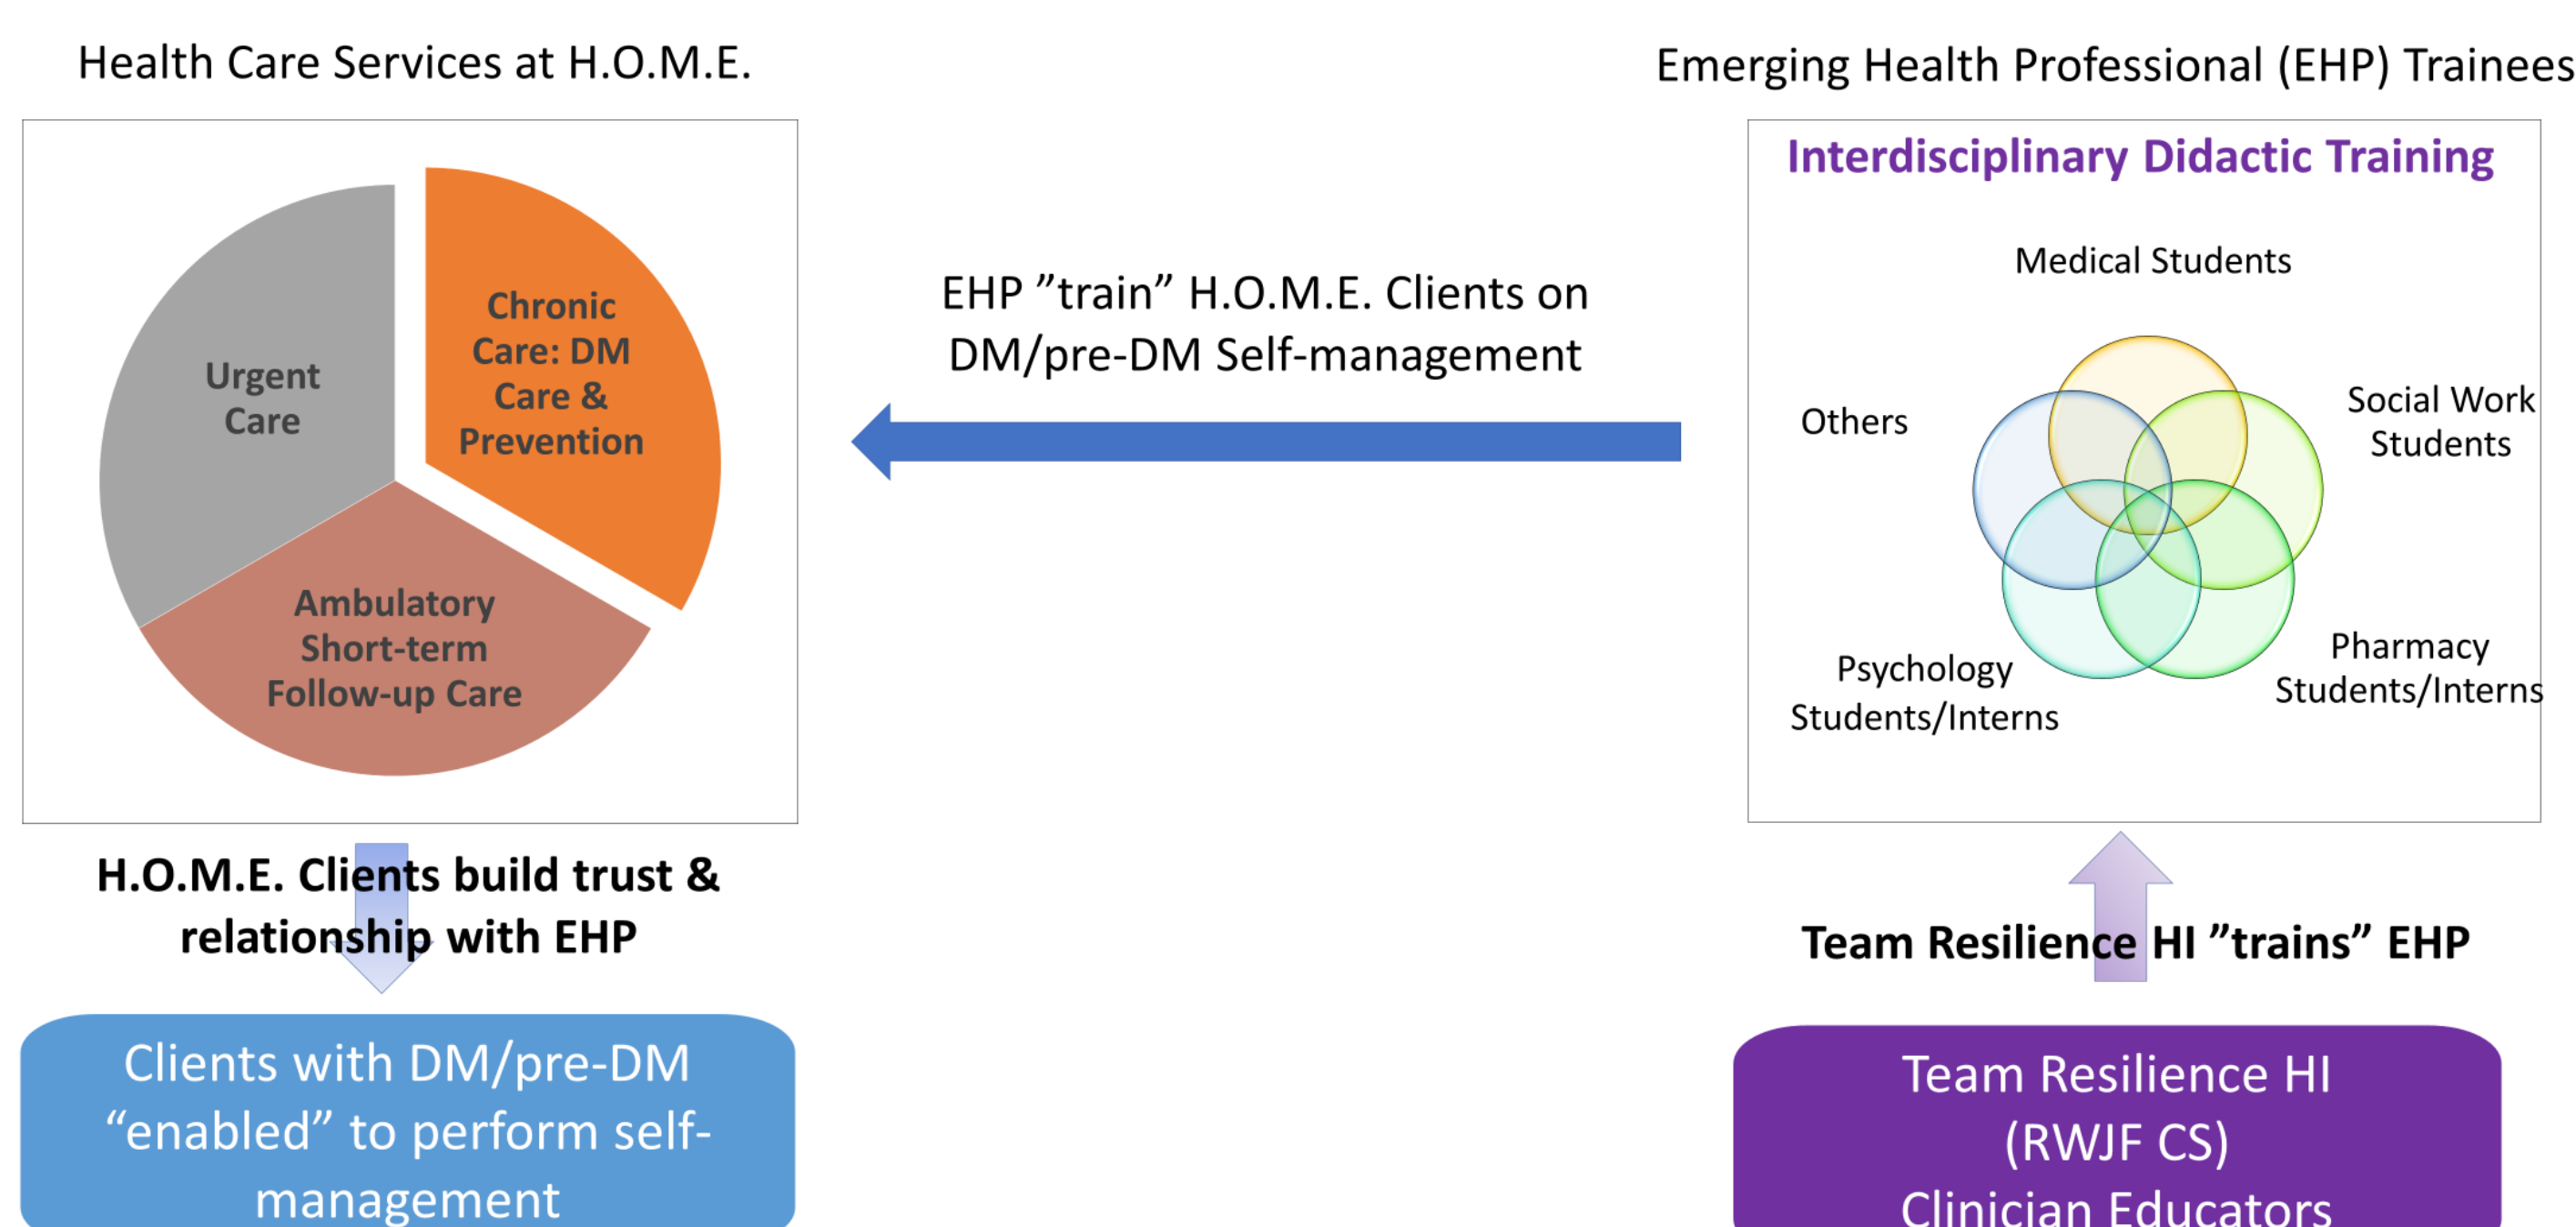 Health Care Services at H.O.M.E.
Urgent
Care
Chronic
Care: DM
Care &
Prevention
Ambulatory
Short-term
Follow-up Care
H.O.M.E. Clients build trust &
relationship with EHP
Clients with DM/pre-DM
“enabled” to perform self-
management
EHP ”train” H.O.M.E. Clients on
DM/pre-DM Self-management
Emerging Health Professional (EHP) Trainees
Interdisciplinary Didactic Training
Medical Students
Others
Social Work
Students
Psychology
Students/Interns
Pharmacy
Students/Interns
Team Resilience HI ”trains” EHP
Team Resilience HI
(RWJF CS)
Clinician Educators